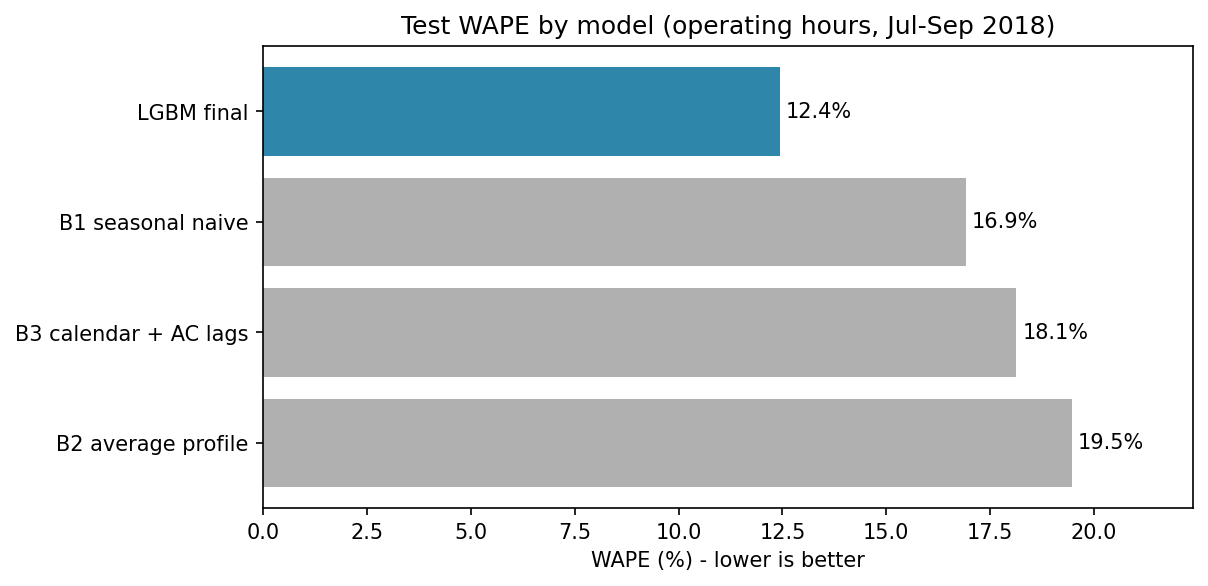 Test WAPE by model (operating hours, Jul-Sep 2018)
LGBM final
12.4%
B1 seasonal naive
16.9%
B3 calendar + AC lags
18.1%
B2 average profile
19.5%
0.0 2.5 5.0 7.5 10.0 12.5 15.0 17.5 20.0
WAPE (%) - lower is better